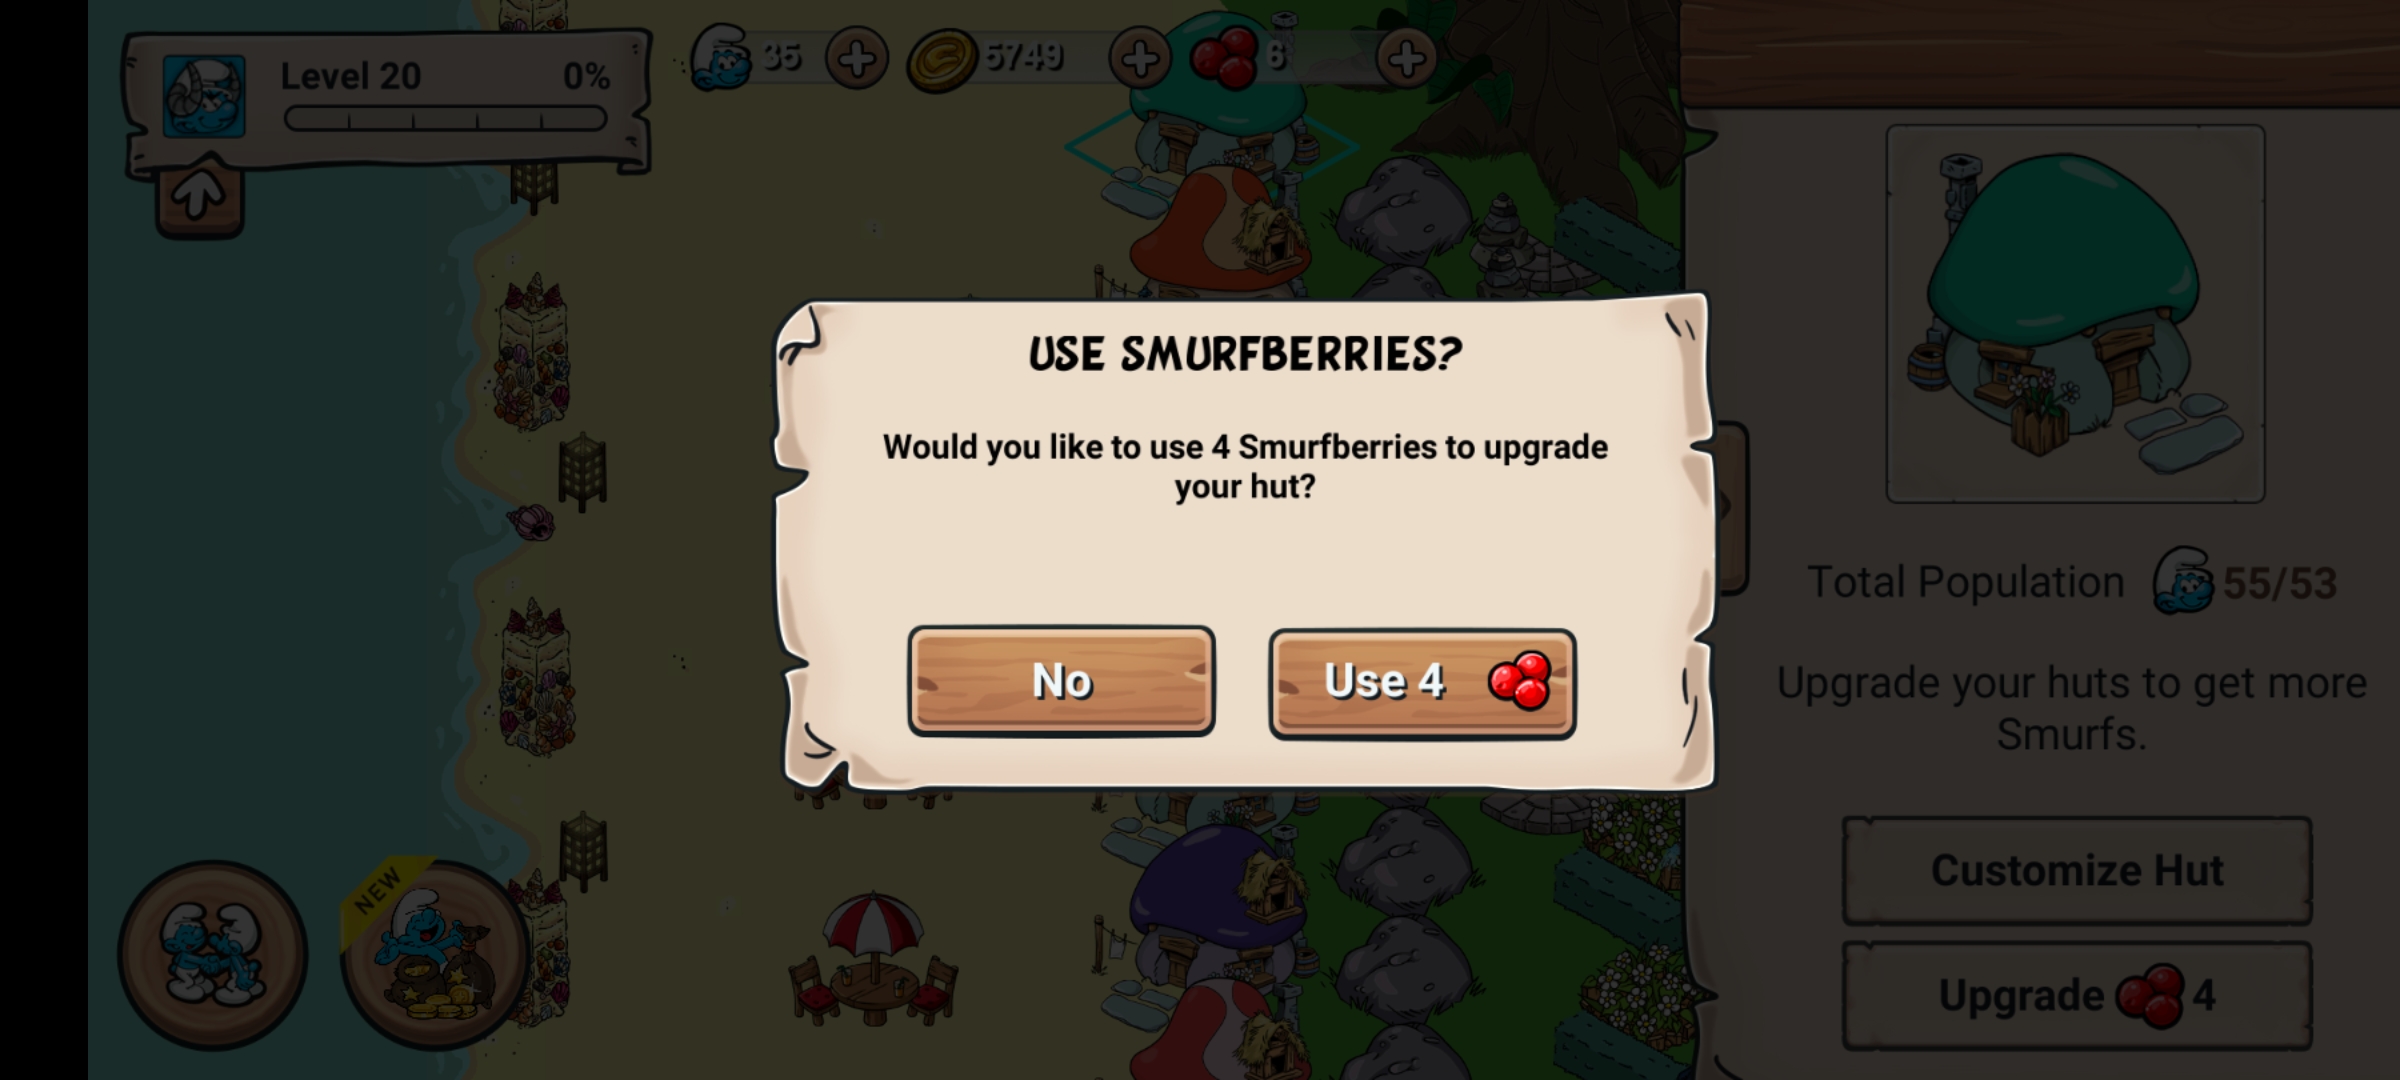 Level 20 0%
35
5749
6
USE SMURFBERRIES?
Would you like to use 4 Smurfberries to upgrade
your hut?
No
Use 4
Total Population 55/53
Upgrade your huts to get more
Smurfs.
Customize Hut
Upgrade 4
NEW